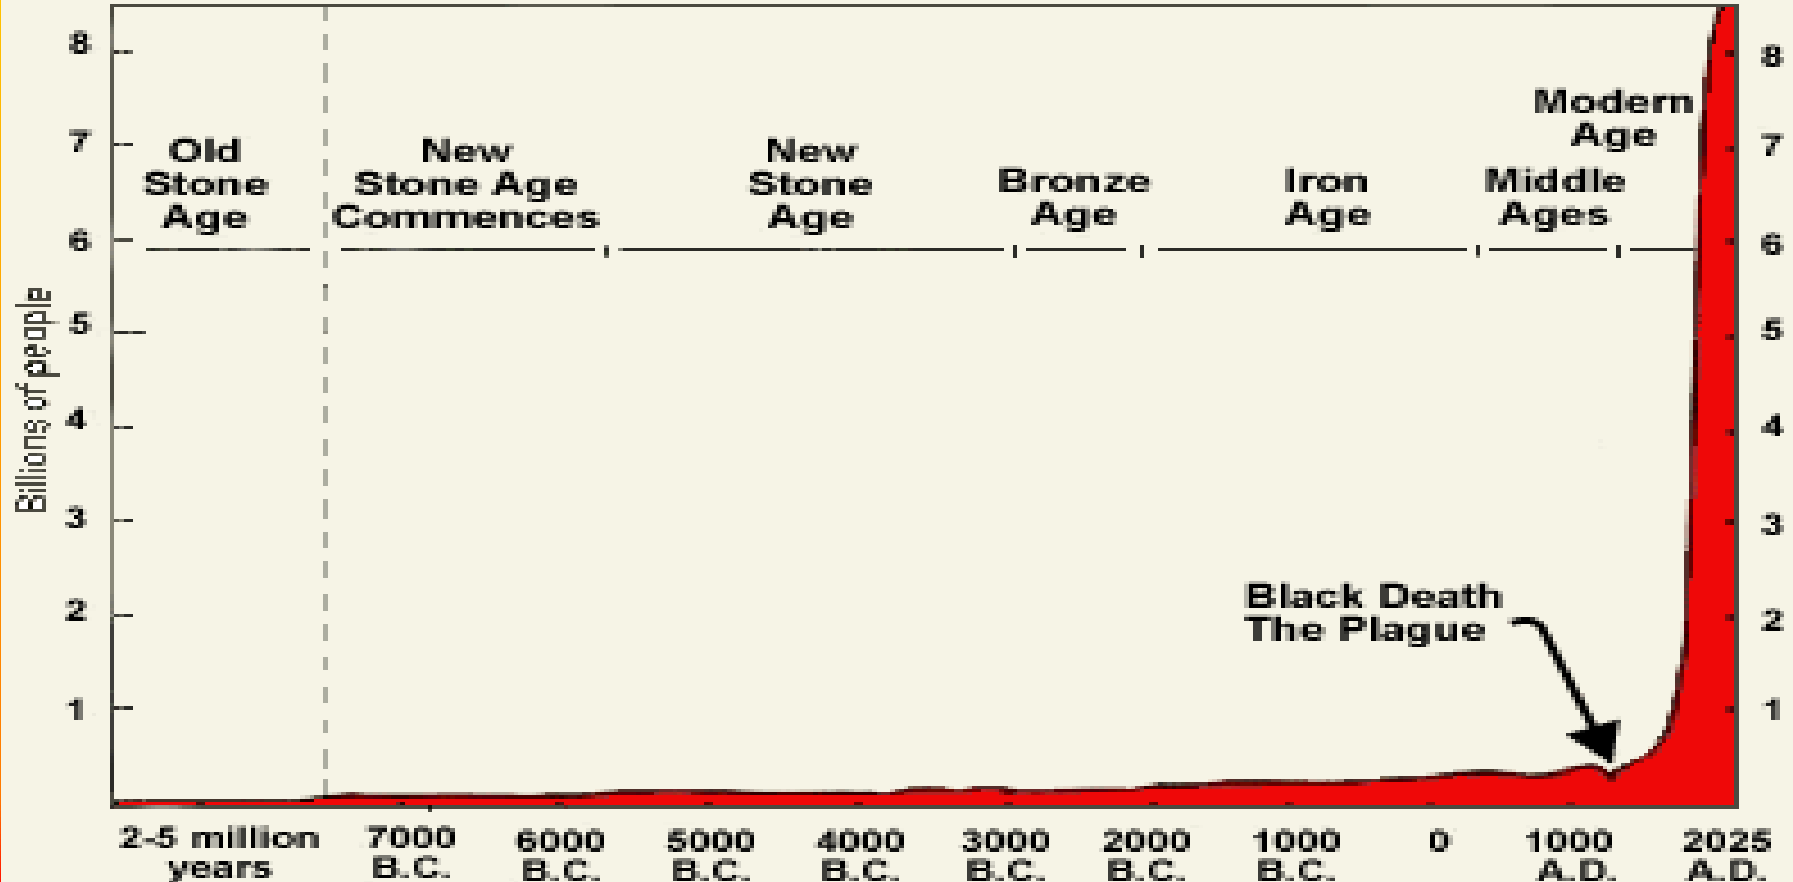 8
7
6
5
4
3
2
1
Billions of people
Old
Stone
Age
New
Stone Age
Commences
New
Stone
Age
Bronze
Age
Iron
Age
Middle
Ages
Modern
Age
Black Death
The Plague
8
7
6
5
4
3
2
1
2-5 million
years
7000
B.C.
6000
B.C.
5000
B.C.
4000
B.C.
3000
B.C.
2000
B.C.
1000
B.C.
0
1000
A.D.
2025
A.D.